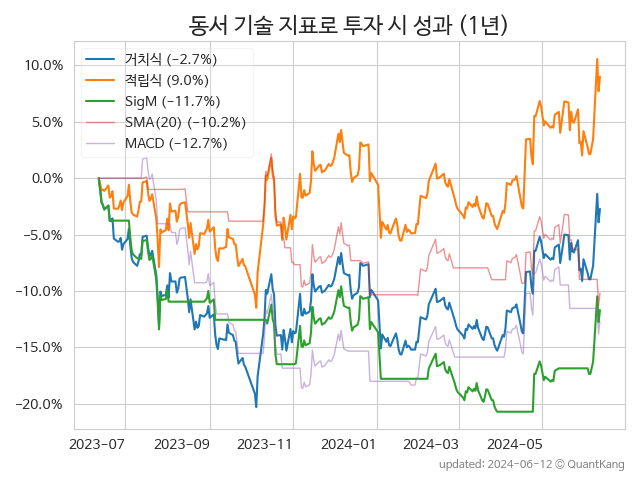 동서 기술 지표로 투자 시 성과 (1년)
거치식 (−2.7%)
적립식 (9.0%)
SigM (−11.7%)
SMA(20) (−10.2%)
MACD (−12.7%)
10.0%
5.0%
0.0%
−5.0%
−10.0%
−15.0%
−20.0%
2023-07 2023-09 2023-11 2024-01 2024-03 2024-05
updated: 2024-06-12 © QuantKang